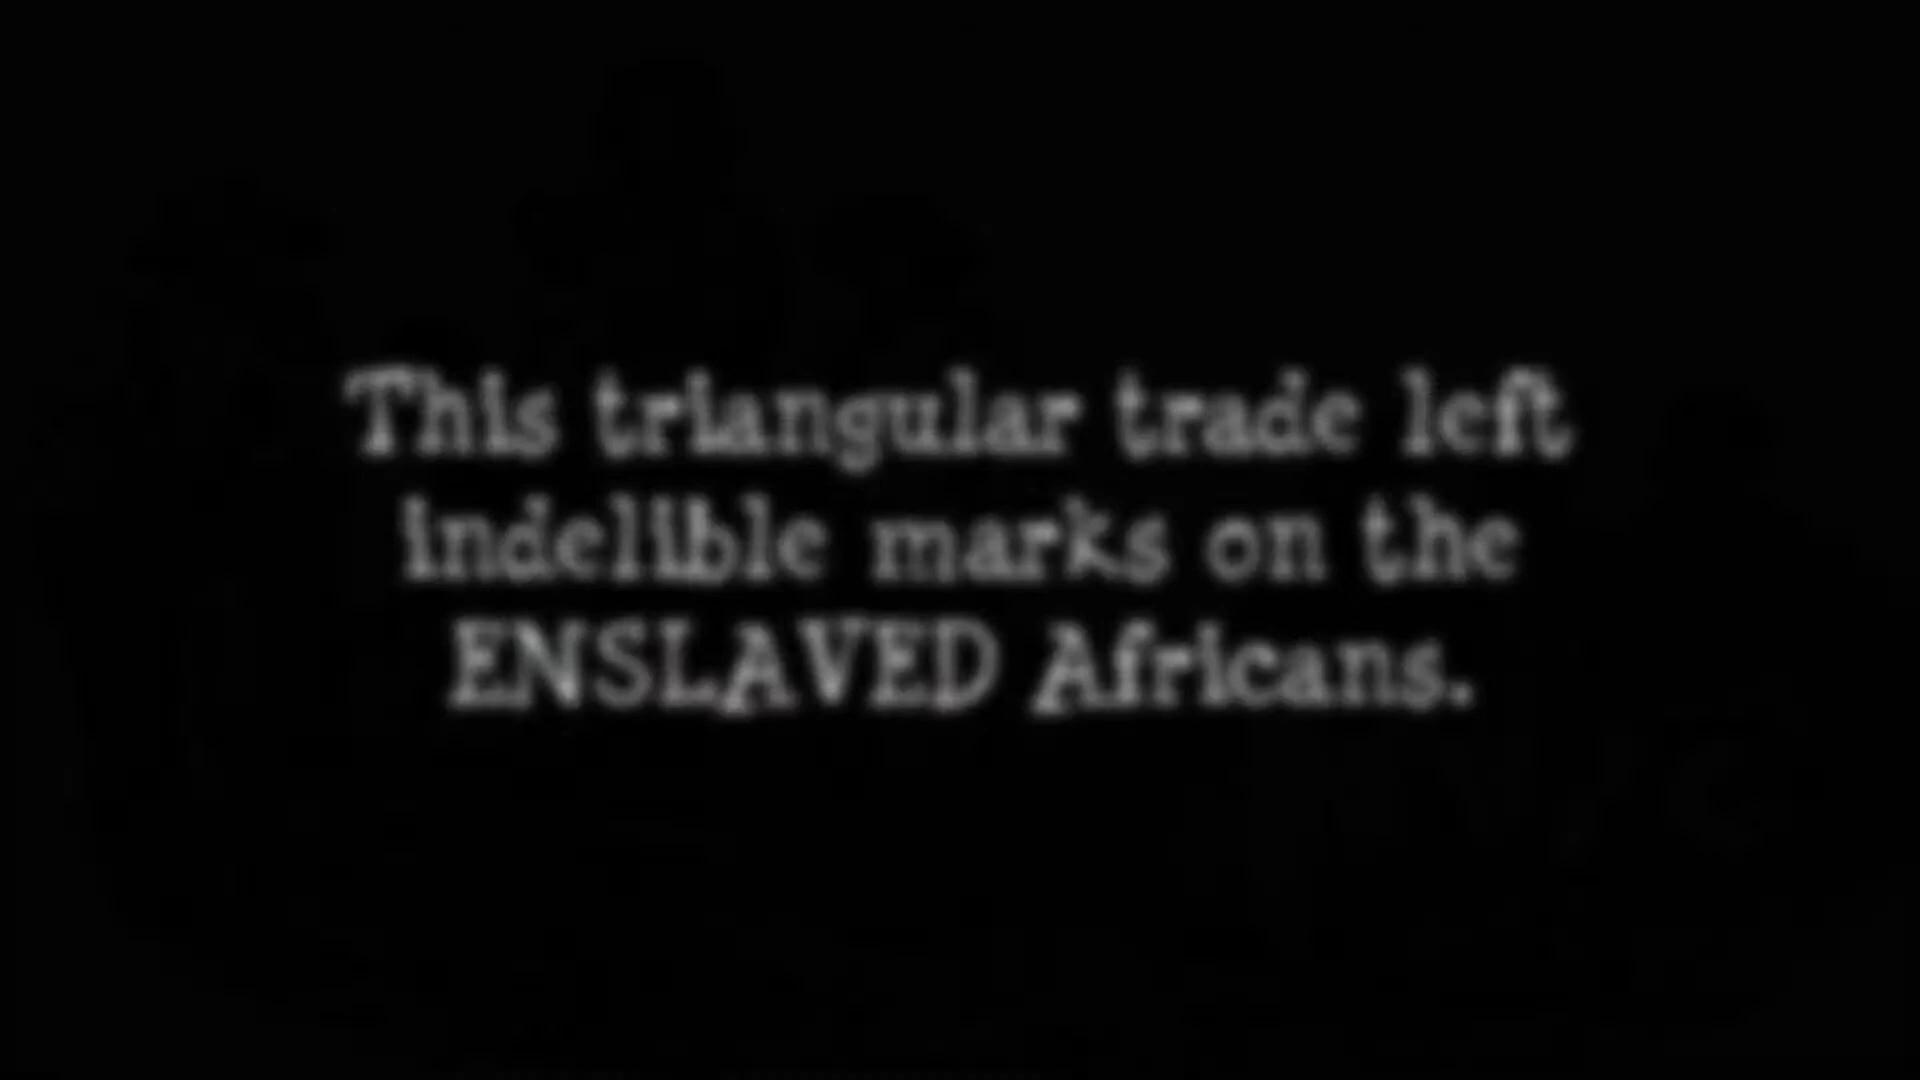 This triangular trade left
indelible marks on the
ENSLAVED Africans.